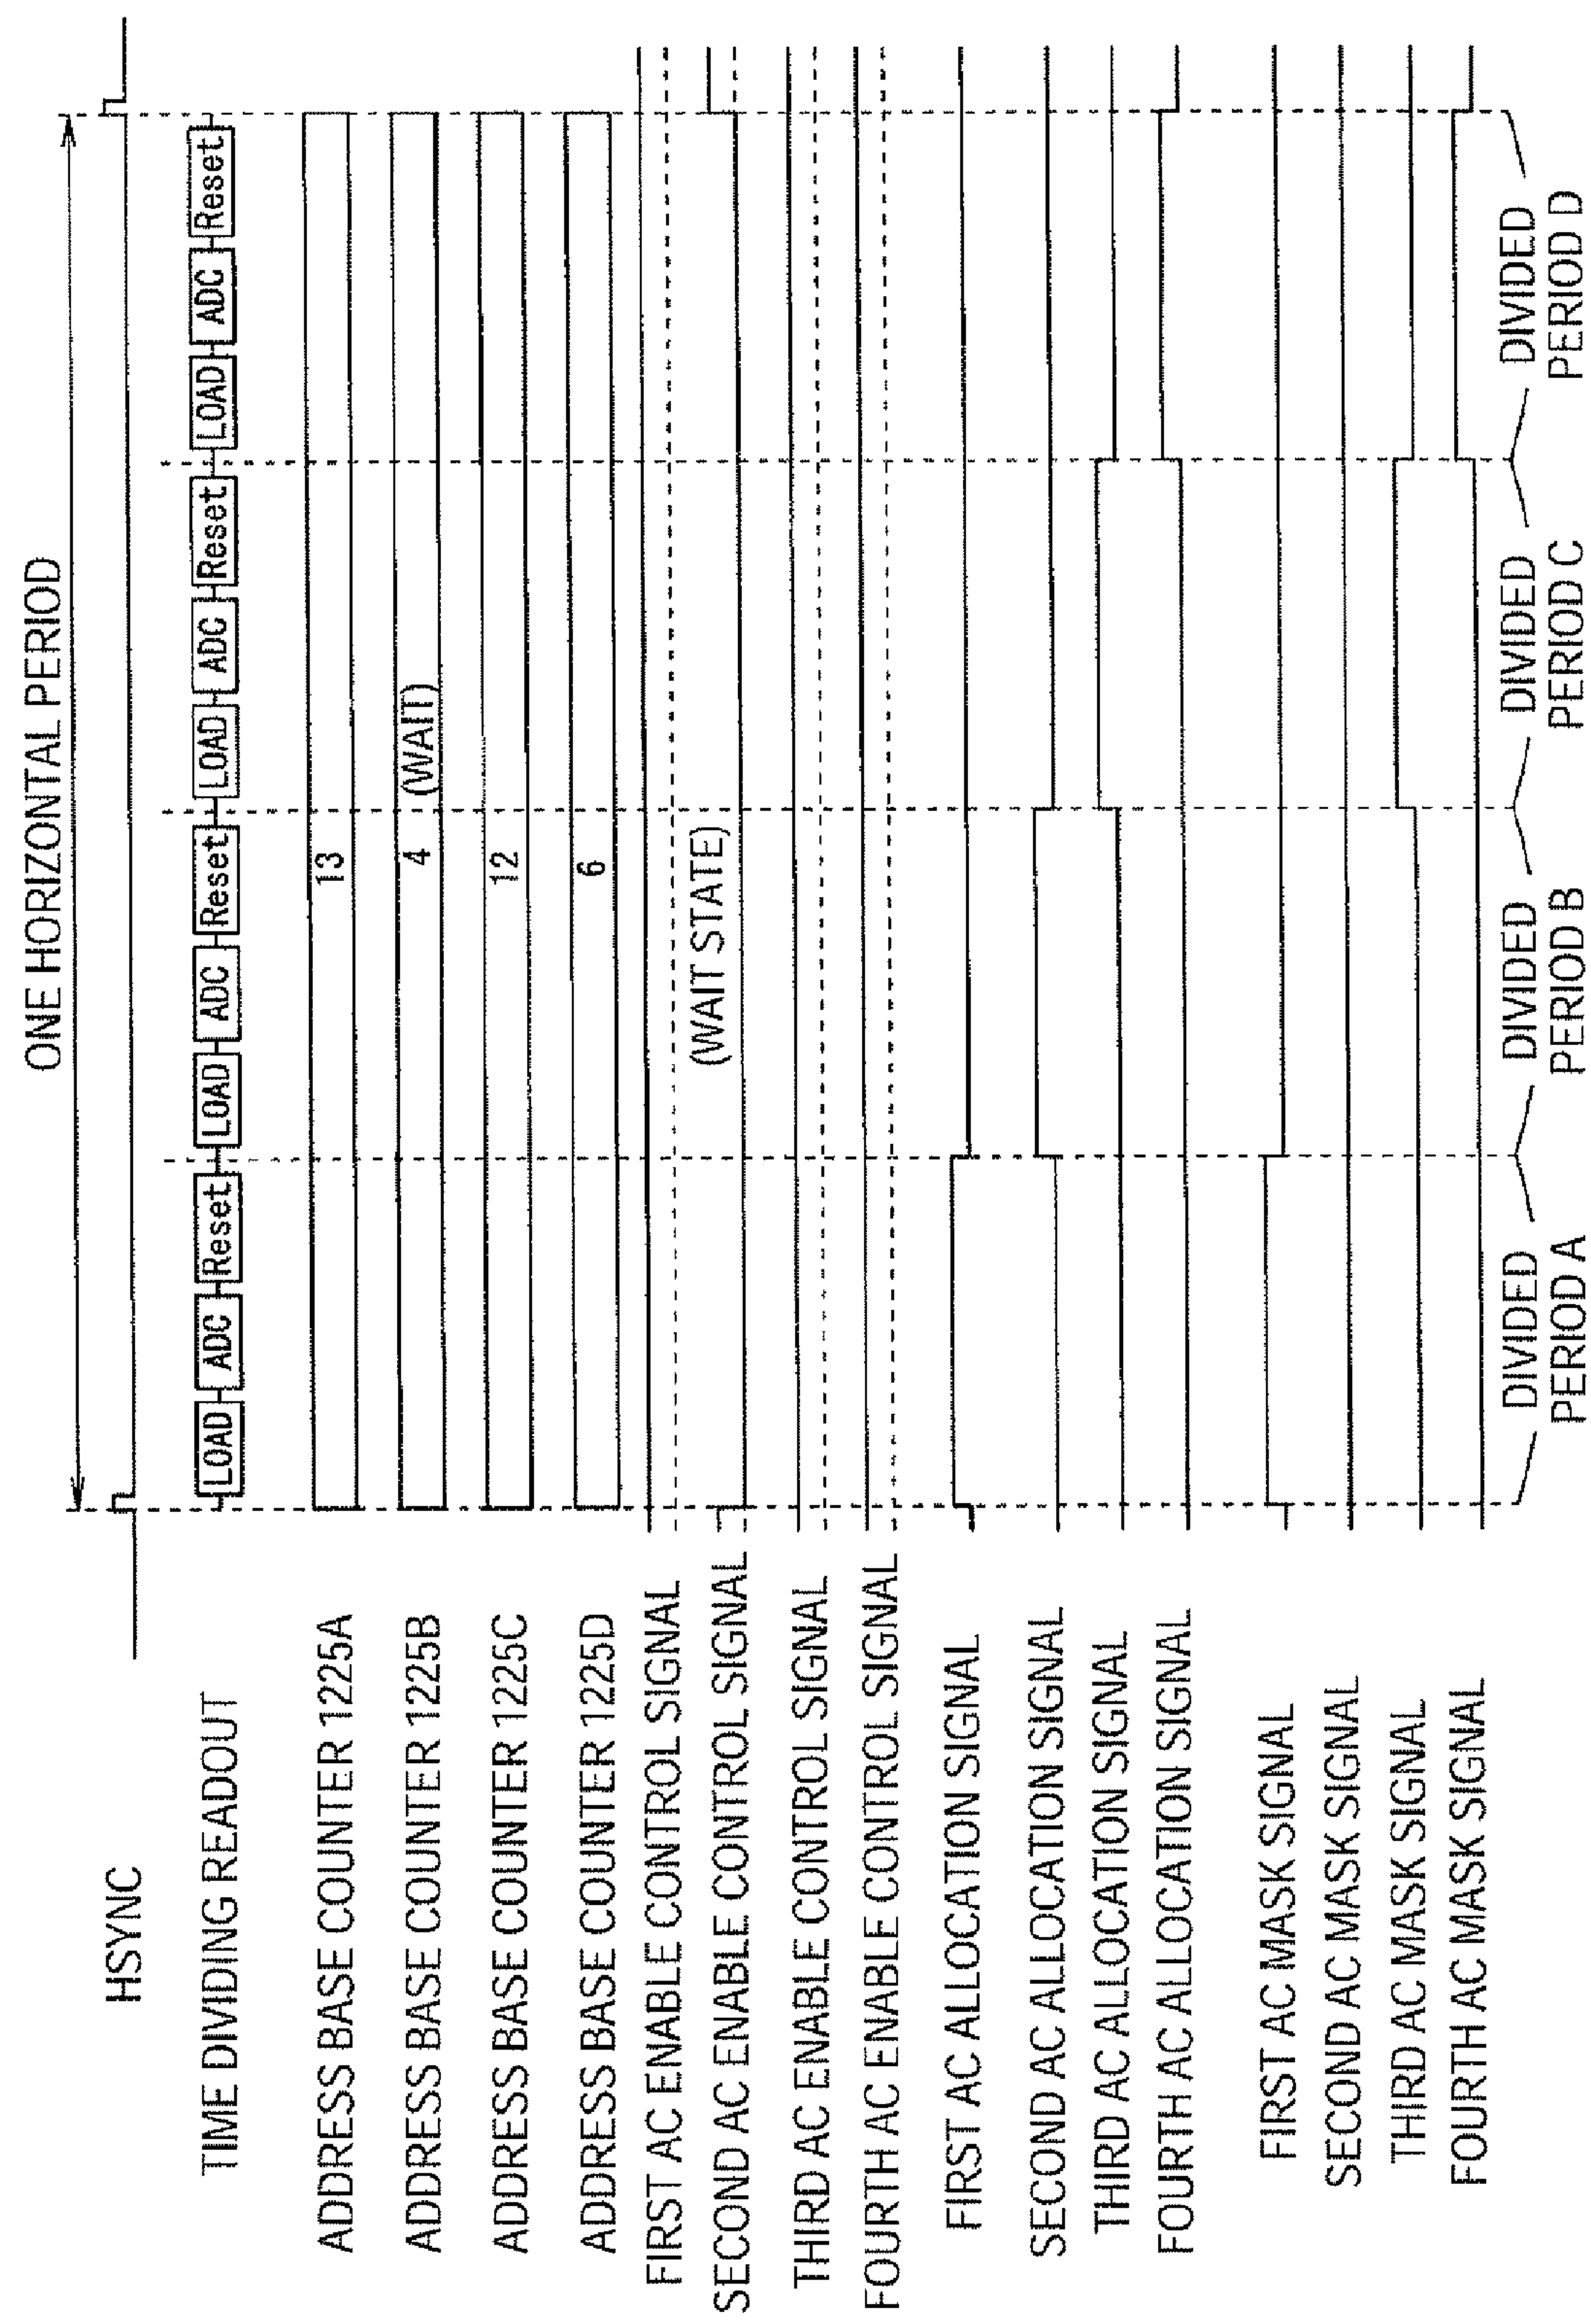 ONE HORIZONTAL PERIOD
HSYNC
TIME DIVIDING READOUT
LOAD ADC Reset LOAD ADC Reset LOAD ADC Reset LOAD ADC Reset
ADDRESS BASE COUNTER 1225A
13
ADDRESS BASE COUNTER 1225B
4 (WAIT)
ADDRESS BASE COUNTER 1225C
12
ADDRESS BASE COUNTER 1225D
6
FIRST AC ENABLE CONTROL SIGNAL
SECOND AC ENABLE CONTROL SIGNAL
(WAIT STATE)
THIRD AC ENABLE CONTROL SIGNAL
FOURTH AC ENABLE CONTROL SIGNAL
FIRST AC ALLOCATION SIGNAL
SECOND AC ALLOCATION SIGNAL
THIRD AC ALLOCATION SIGNAL
FOURTH AC ALLOCATION SIGNAL
FIRST AC MASK SIGNAL
SECOND AC MASK SIGNAL
THIRD AC MASK SIGNAL
FOURTH AC MASK SIGNAL
DIVIDED
PERIOD A
DIVIDED
PERIOD B
DIVIDED
PERIOD C
DIVIDED
PERIOD D